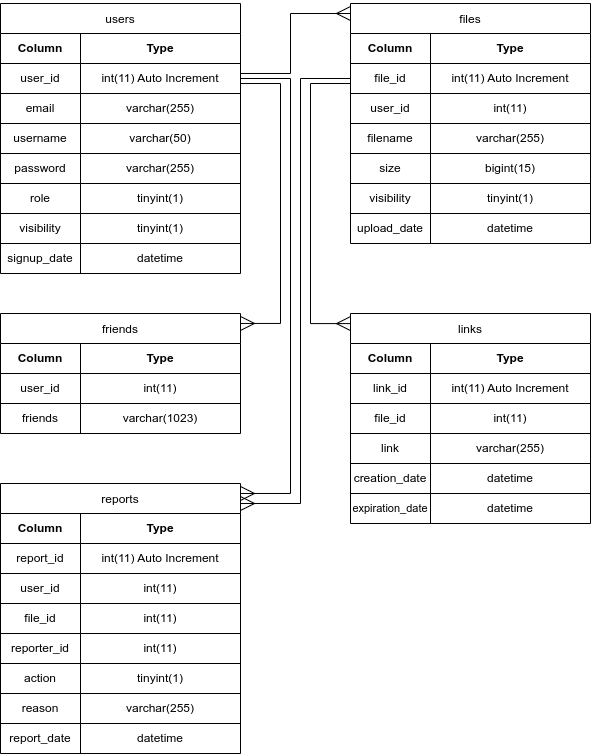 users
Column Type
user_id int(11) Auto Increment
email varchar(255)
username varchar(50)
password varchar(255)
role tinyint(1)
visibility tinyint(1)
signup_date datetime
files
Column Type
file_id int(11) Auto Increment
user_id int(11)
filename varchar(255)
size bigint(15)
visibility tinyint(1)
upload_date datetime
friends
Column Type
user_id int(11)
friends varchar(1023)
links
Column Type
link_id int(11) Auto Increment
file_id int(11)
link varchar(255)
creation_date datetime
expiration_date datetime
reports
Column Type
report_id int(11) Auto Increment
user_id int(11)
file_id int(11)
reporter_id int(11)
action tinyint(1)
reason varchar(255)
report_date datetime